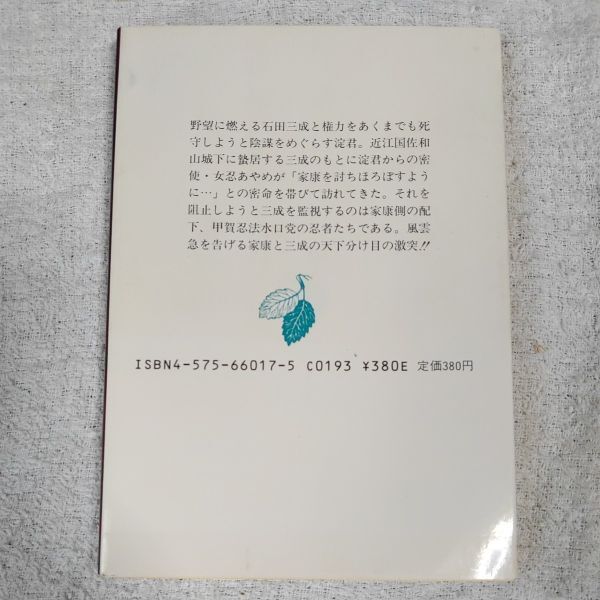 野望に燃える石田三成と権力をあくまでも死
守しようと陰謀をめぐらす淀君。近江国佐和
山城下に蟄居する三成のもとに淀君からの密
使・女忍あやめが「家康を討ちほろぼすよう
に…」との密命を帯びて訪れてきた。それを
阻止しようと三成を監視するのは家康側の配
下、甲賀忍法水口党の忍者たちである。風雲
急を告げる家康と三成の天下分け目の激突!!
ISBN4-575-66017-5 C0193 ¥380E 定価380円